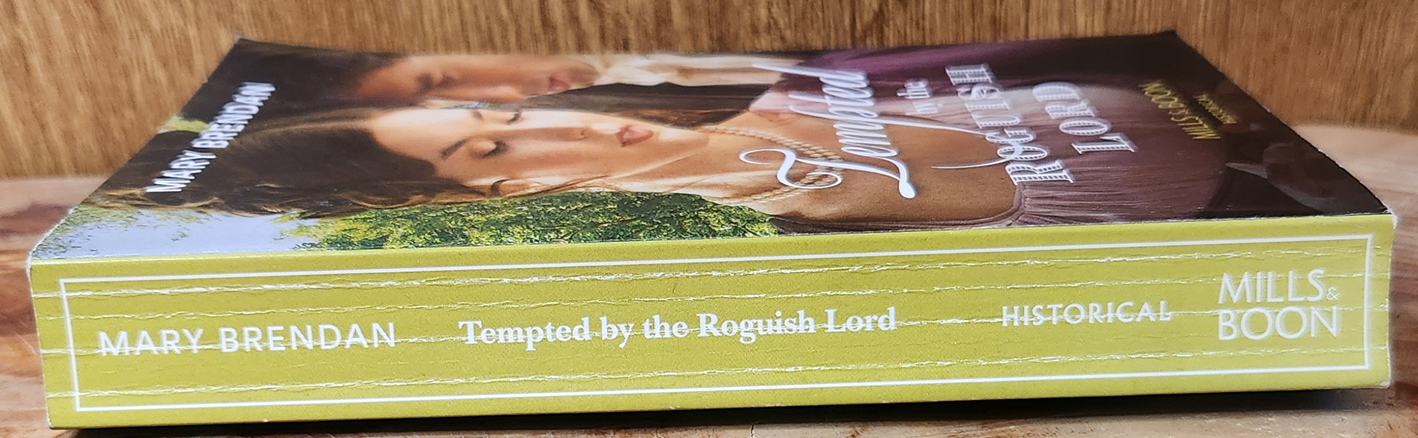 MARY BRENDAN
Tempted
by the
ROGUISH
LORD
MILLS & BOON
HISTORICAL
MARY BRENDAN
Tempted by the Roguish Lord
HISTORICAL
MILLS &
BOON